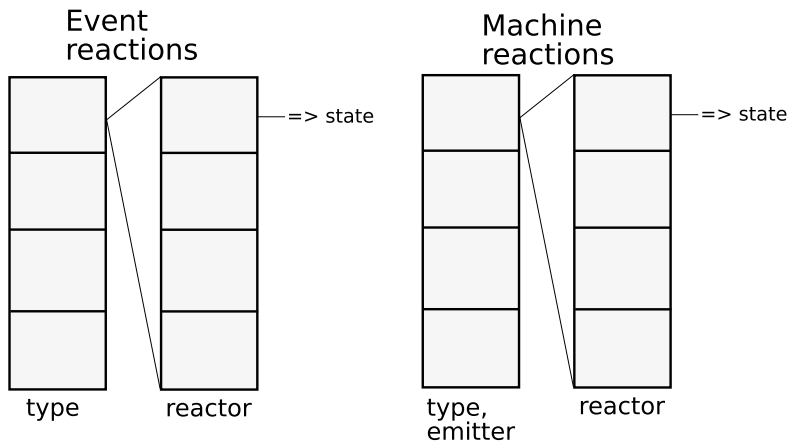 Event
reactions
=> state
type
reactor
Machine
reactions
=> state
type,
emitter
reactor